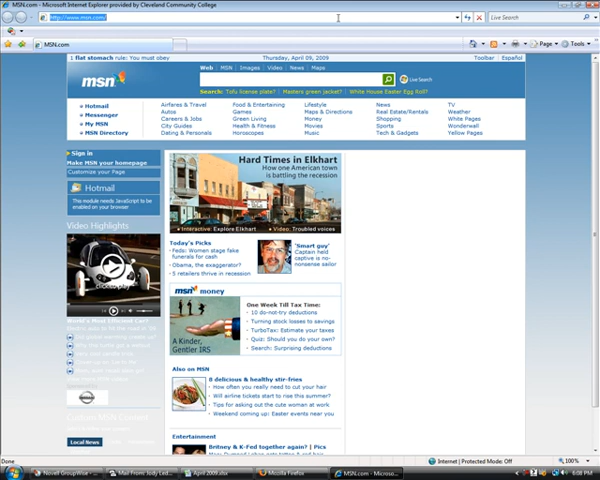 MSN.com - Microsoft Internet Explorer provided by Cleveland Community College
http://www.msn.com/
Live Search
MSN.com
Page
Tools
1 flat stomach rule: You must obey
Thursday, April 09, 2009
Toolbar
Español
Web
MSN
Images
Video
News
Maps
msn
Live Search
Search: Tofu license plate?
Masters green jacket?
White House Easter Egg Roll?
Hotmail
Messenger
My MSN
MSN Directory
Airfares & Travel
Autos
Careers & Jobs
City Guides
Dating & Personals
Food & Entertaining
Games
Green Living
Health & Fitness
Horoscopes
Lifestyle
Maps & Directions
Money
Movies
Music
News
Real Estate/Rentals
Shopping
Sports
Tech & Gadgets
TV
Weather
White Pages
Wonderwall
Yellow Pages
Sign in
Make MSN your homepage
Customize your Page
Hotmail
This module needs JavaScript to be
enabled on your browser
Video Highlights
World's Most Efficient Car?
Local News
Hard Times in Elkhart
How one American town
is battling the recession
Interactive: Explore Elkhart
Video: Troubled voices
Today's Picks
Feds: Women stage fake
funerals for cash
Obama, the exaggerator?
5 retailers thrive in recession
'Smart guy'
Captain held
captive is no-
nonsense sailor
msn money
A Kinder,
Gentler IRS
One Week Till Tax Time:
10 do-not-try deductions
Turning stock losses to savings
TurboTax: Estimate your taxes
Quiz: Should you do your own?
Search: Surprising deductions
Also on MSN
8 delicious & healthy stir-fries
How often you really need to cut your hair
Will airline tickets start to rise this summer?
Tips for asking out the cute woman at work
Weekend coming up: Easter events near you
Entertainment
Britney & K-Fed together again? | Pics
Done
Internet | Protected Mode: Off
100%
Novell GroupWise - ...
Mail From: Jody Led...
April 2009.xlsx
Mozilla Firefox
MSN.com - Microso...
6:08 PM